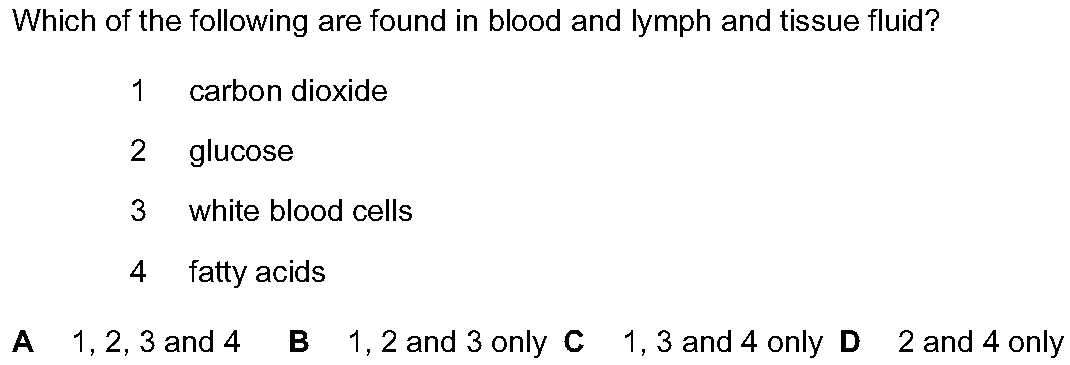 Which of the following are found in blood and lymph and tissue fluid?
1 carbon dioxide
2 glucose
3 white blood cells
4 fatty acids
A 1, 2, 3 and 4 B 1, 2 and 3 only C 1, 3 and 4 only D 2 and 4 only